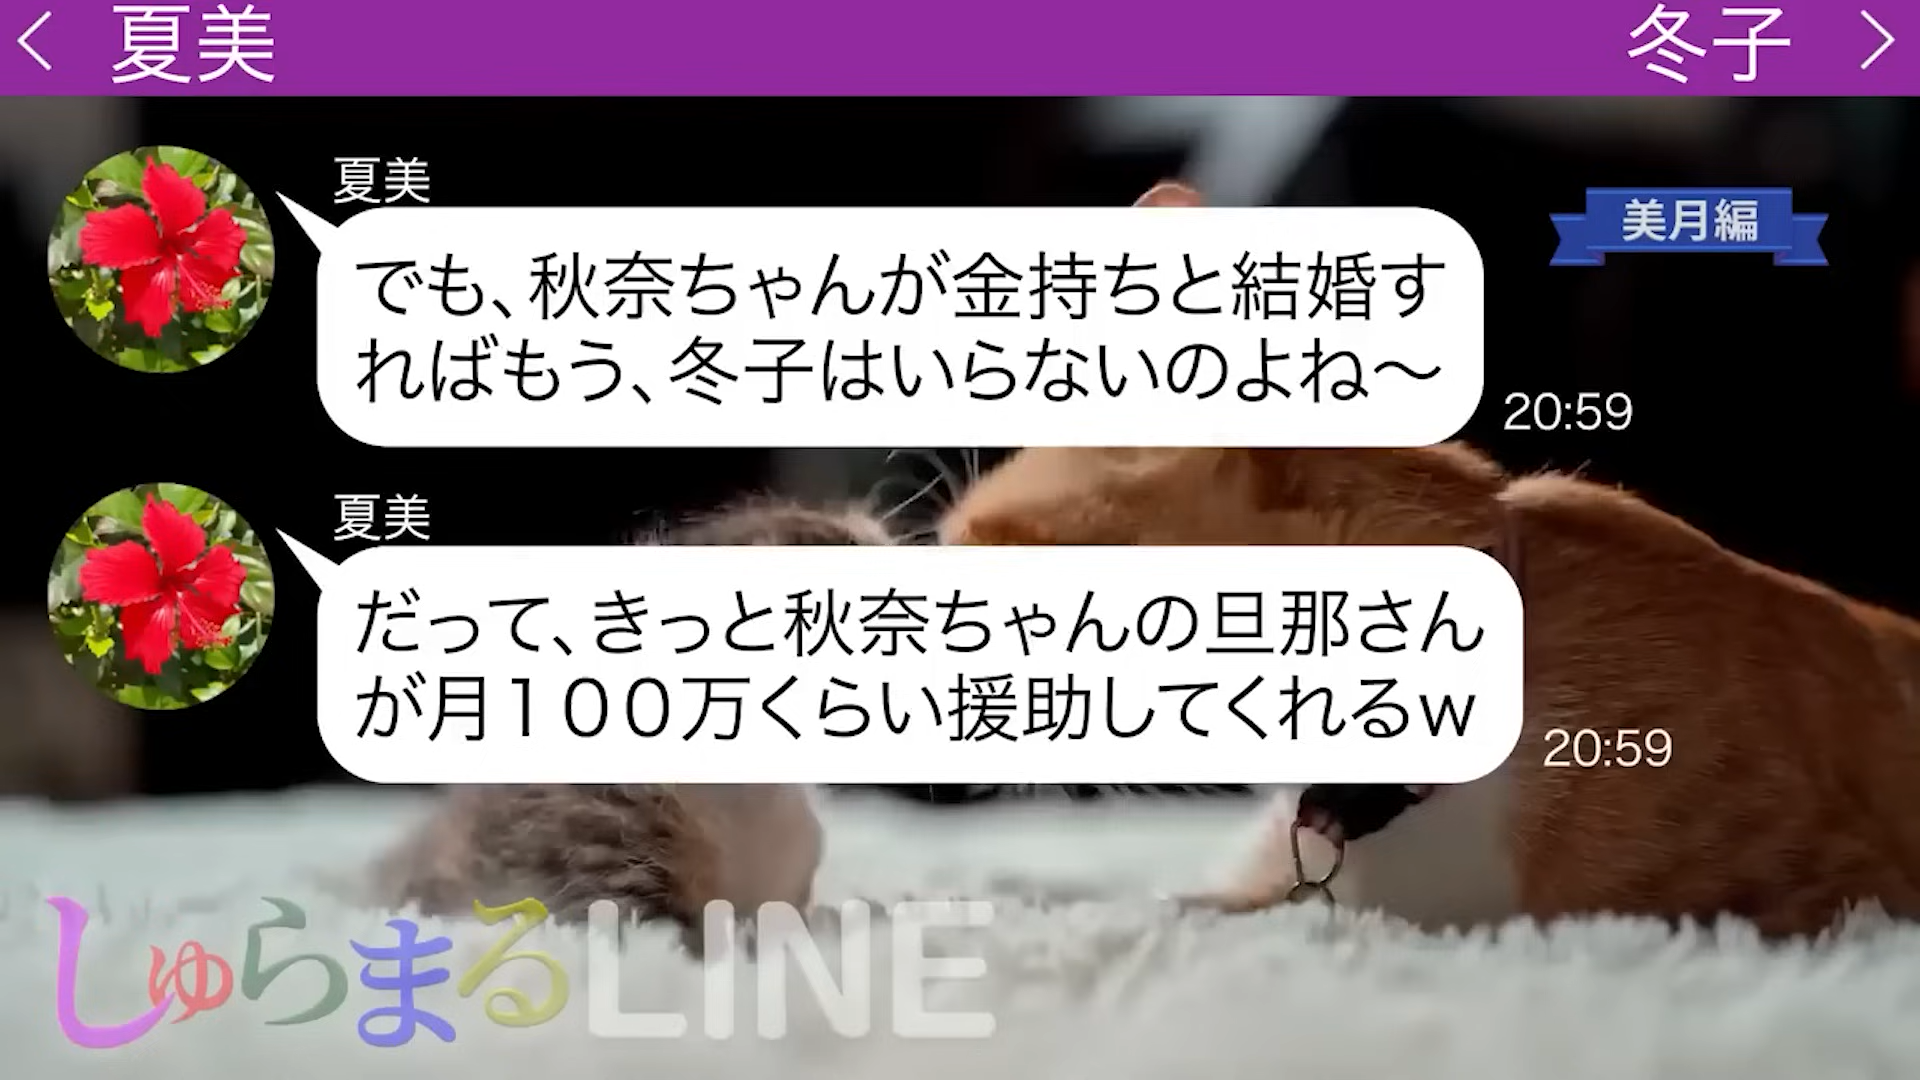 夏美
冬子
夏美
美月編
でも、秋奈ちゃんが金持ちと結婚す
ればもう、冬子はいらないのよね〜
20:59
夏美
だって、きっと秋奈ちゃんの旦那さん
が月１００万くらい援助してくれるw
20:59
しゅらまるLINE